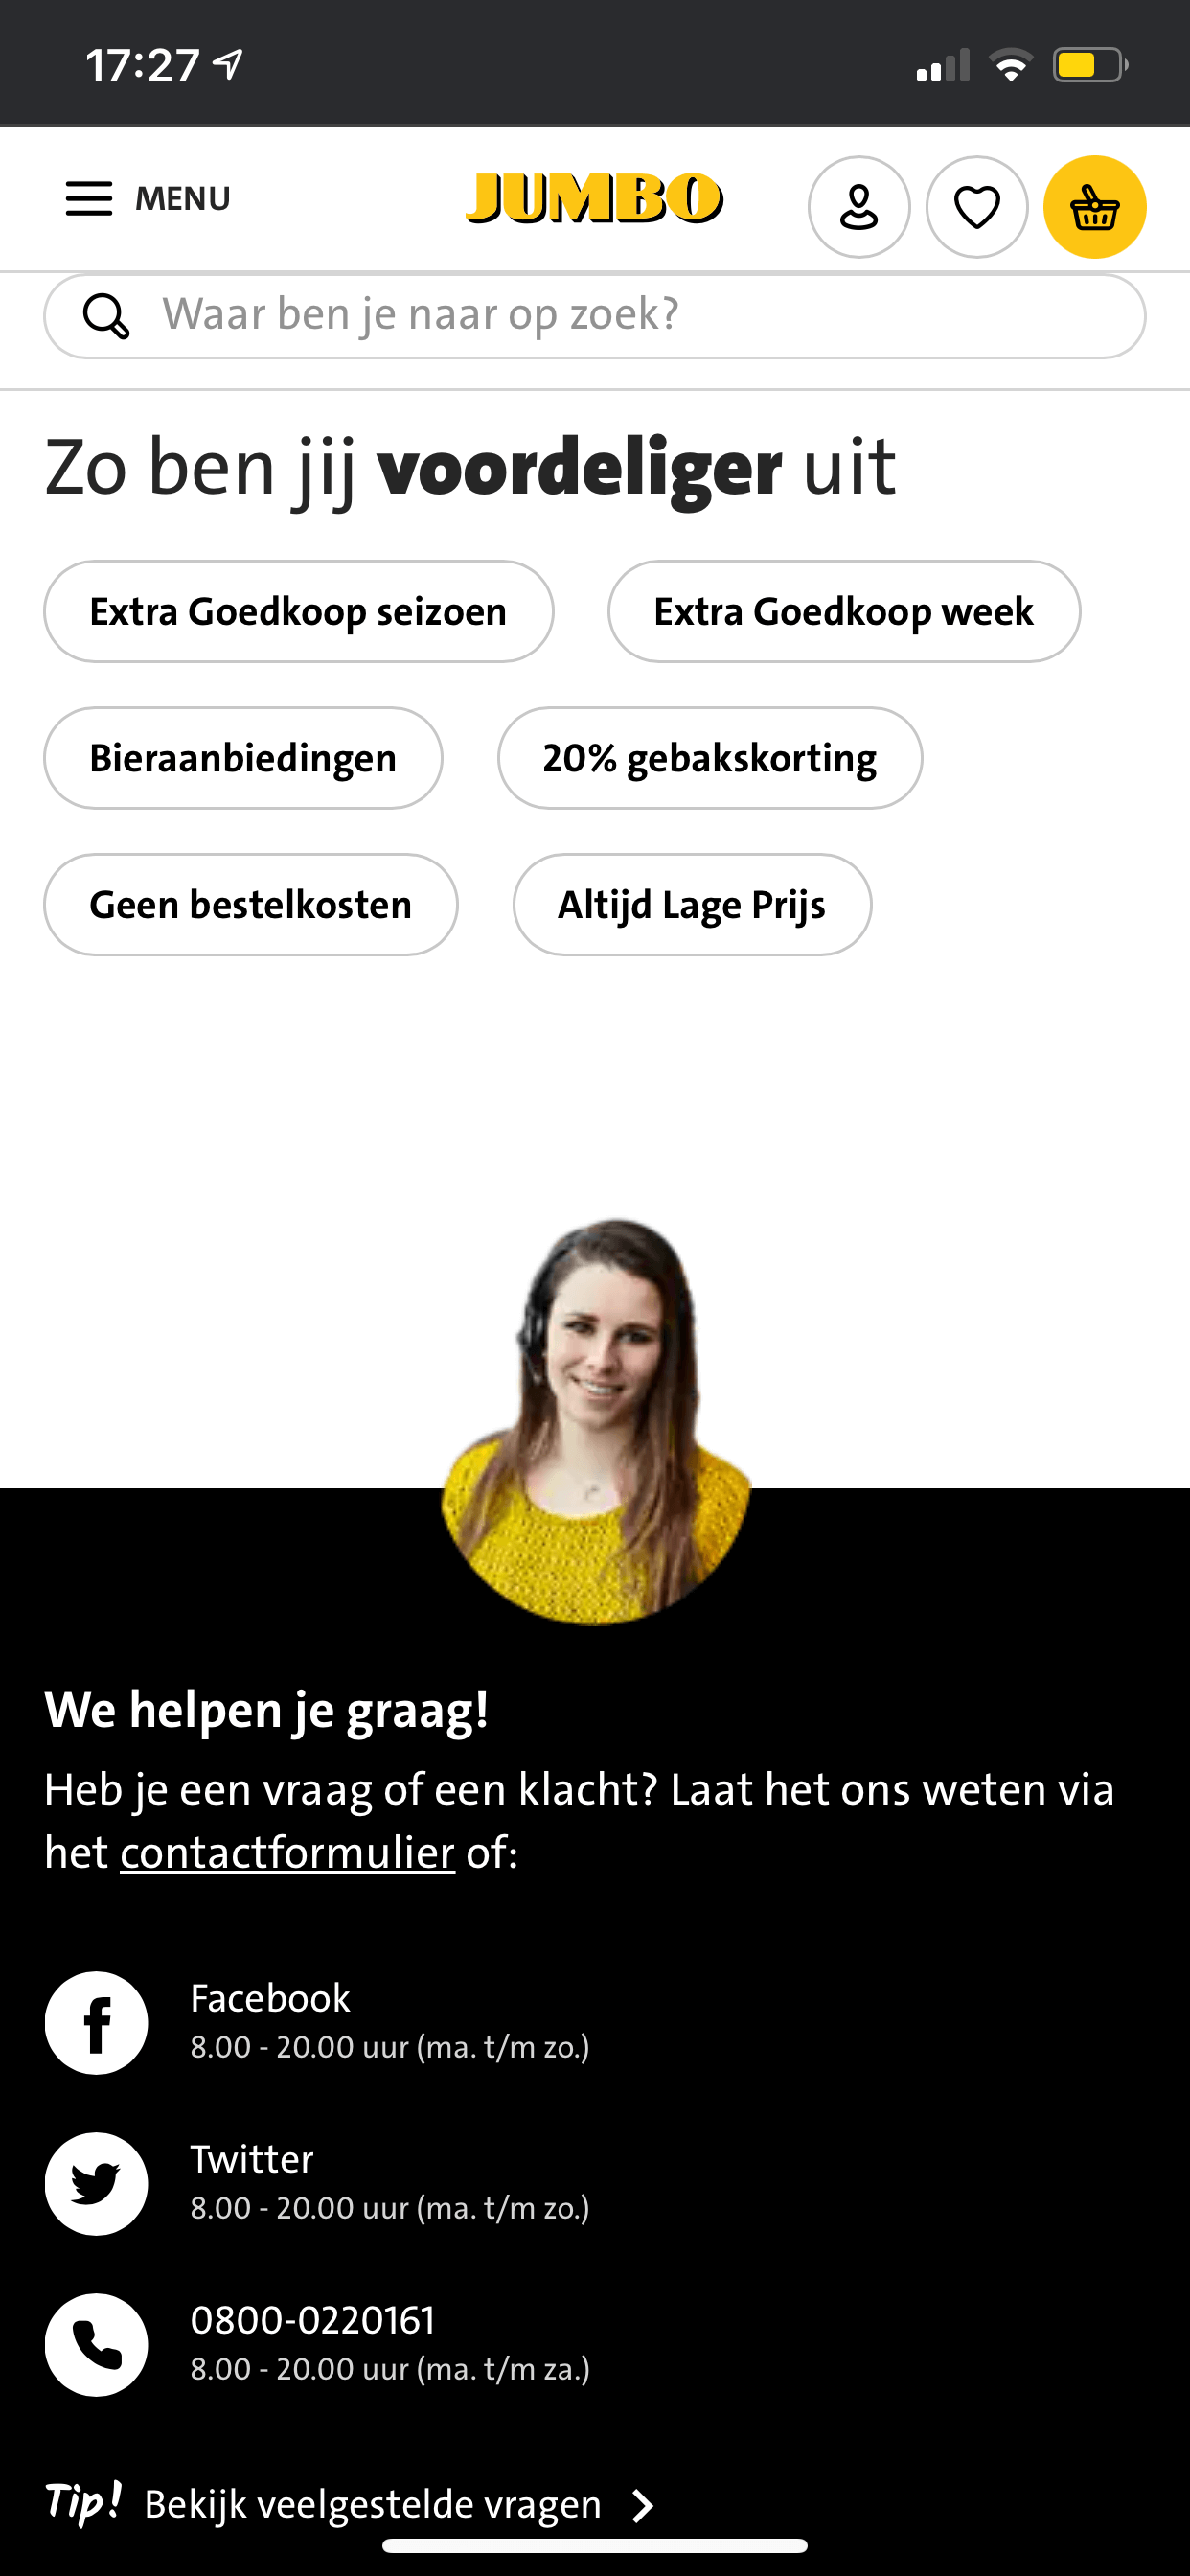 17:27
MENU
JUMBO
Waar ben je naar op zoek?
Zo ben jij voordeliger uit
Extra Goedkoop seizoen
Extra Goedkoop week
Bieraanbiedingen
20% gebakskorting
Geen bestelkosten
Altijd Lage Prijs
We helpen je graag!
Heb je een vraag of een klacht? Laat het ons weten via
het contactformulier of:
Facebook
8.00 - 20.00 uur (ma. t/m zo.)
Twitter
8.00 - 20.00 uur (ma. t/m zo.)
0800-0220161
8.00 - 20.00 uur (ma. t/m za.)
Tip! Bekijk veelgestelde vragen